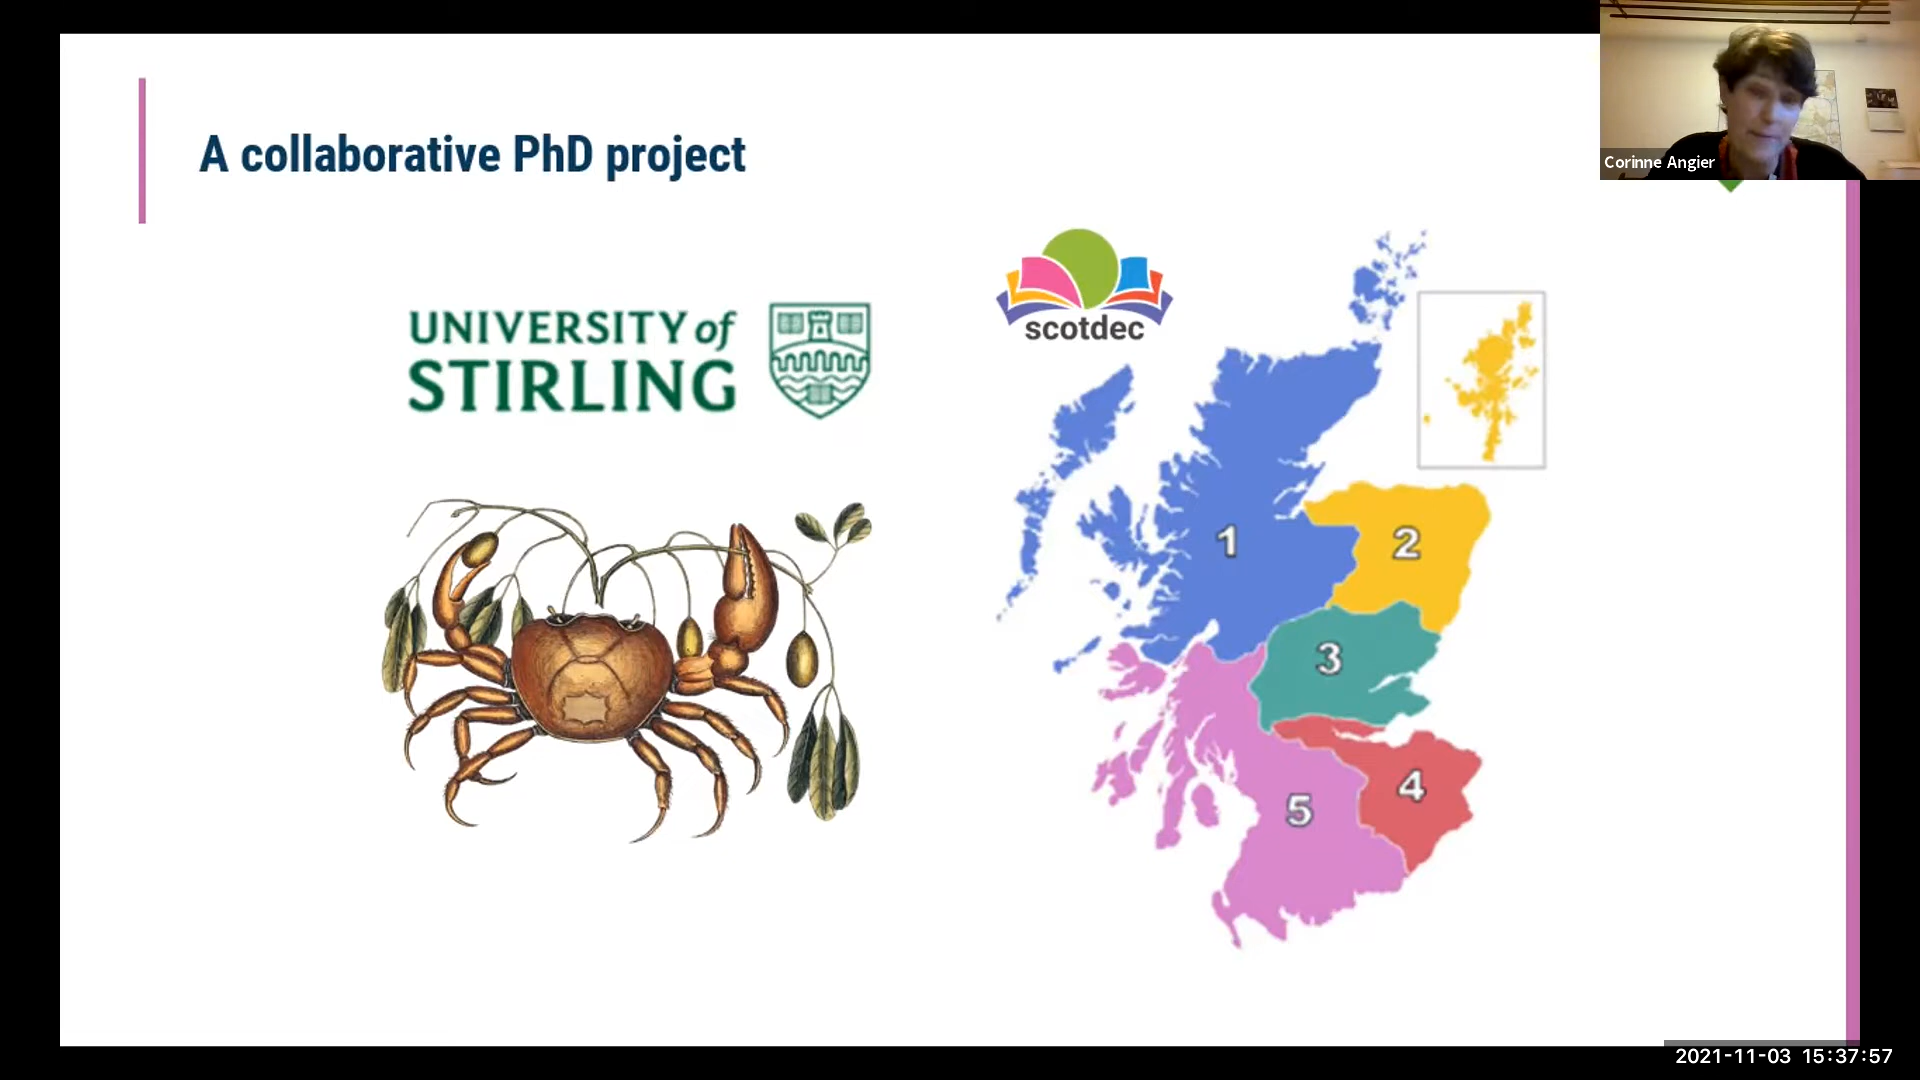 A collaborative PhD project
Corinne Angier
UNIVERSITY of
STIRLING
scotdec
1
2
3
4
5
2021-11-03 15:37:57